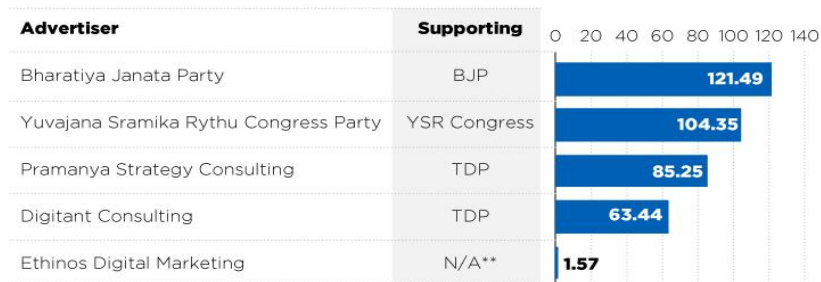 Advertiser Supporting 0 20 40 60 80 100 120 140
Bharatiya Janata Party BJP 121.49
Yuvajana Sramika Rythu Congress Party YSR Congress 104.35
Pramanya Strategy Consulting TDP 85.25
Digitant Consulting TDP 63.44
Ethinos Digital Marketing N/A** 1.57